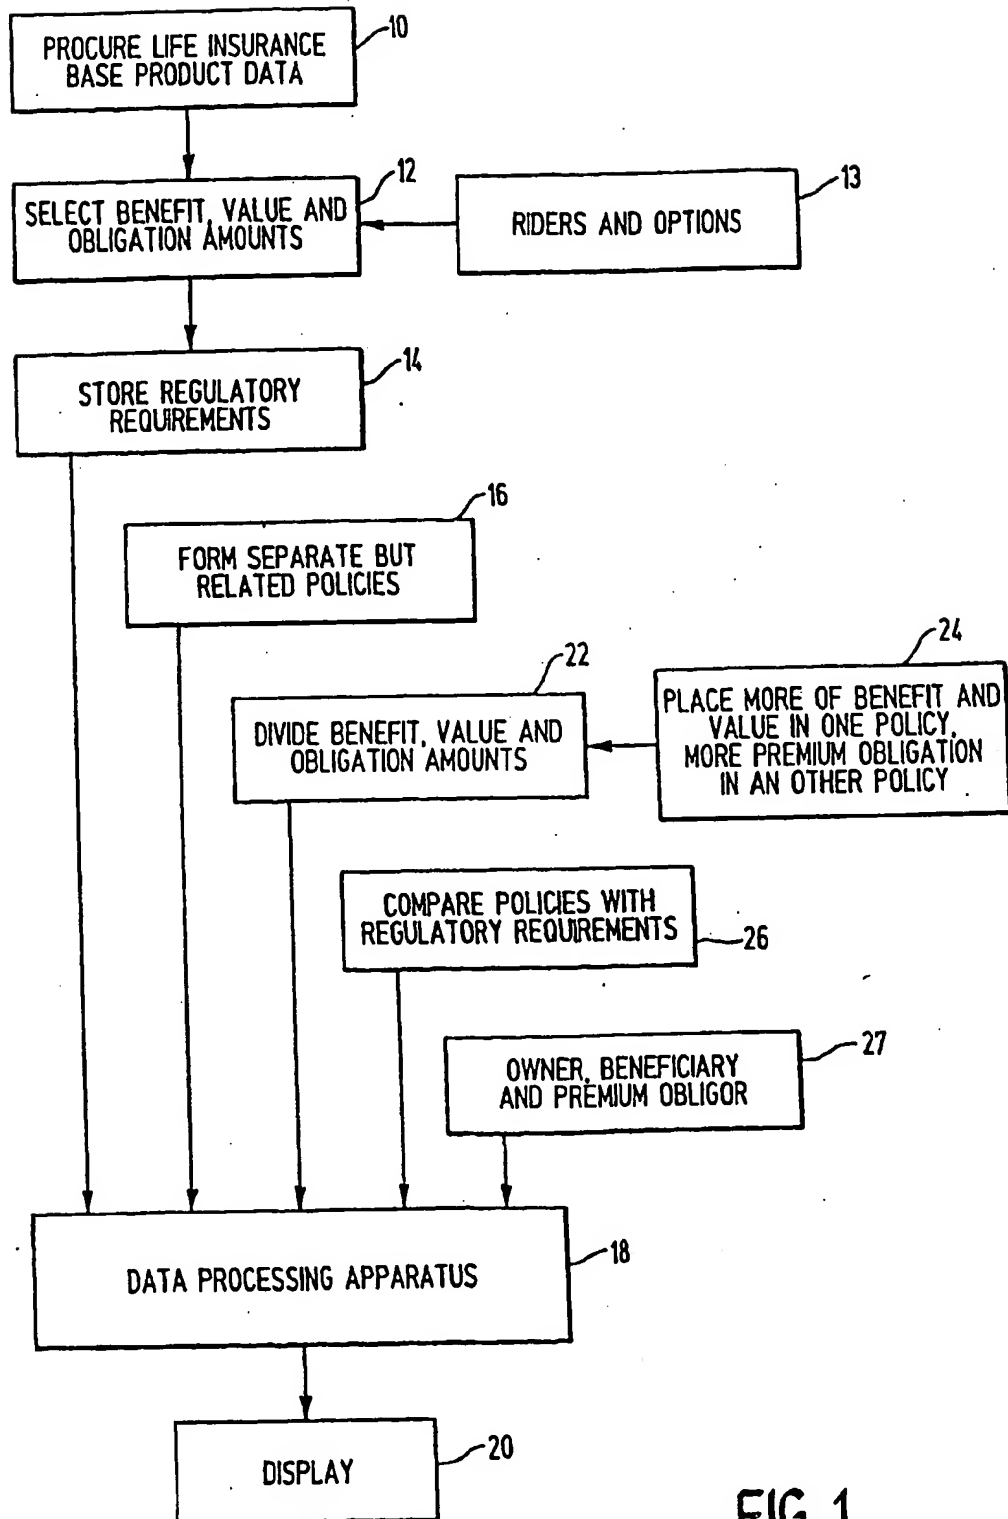 10
PROCURE LIFE INSURANCE
BASE PRODUCT DATA
12
SELECT BENEFIT, VALUE AND
OBLIGATION AMOUNTS
13
RIDERS AND OPTIONS
14
STORE REGULATORY
REQUIREMENTS
16
FORM SEPARATE BUT
RELATED POLICIES
22
DIVIDE BENEFIT, VALUE AND
OBLIGATION AMOUNTS
24
PLACE MORE OF BENEFIT AND
VALUE IN ONE POLICY,
MORE PREMIUM OBLIGATION
IN AN OTHER POLICY
COMPARE POLICIES WITH
REGULATORY REQUIREMENTS
26
27
OWNER, BENEFICIARY
AND PREMIUM OBLIGOR
18
DATA PROCESSING APPARATUS
20
DISPLAY
FIG. 1